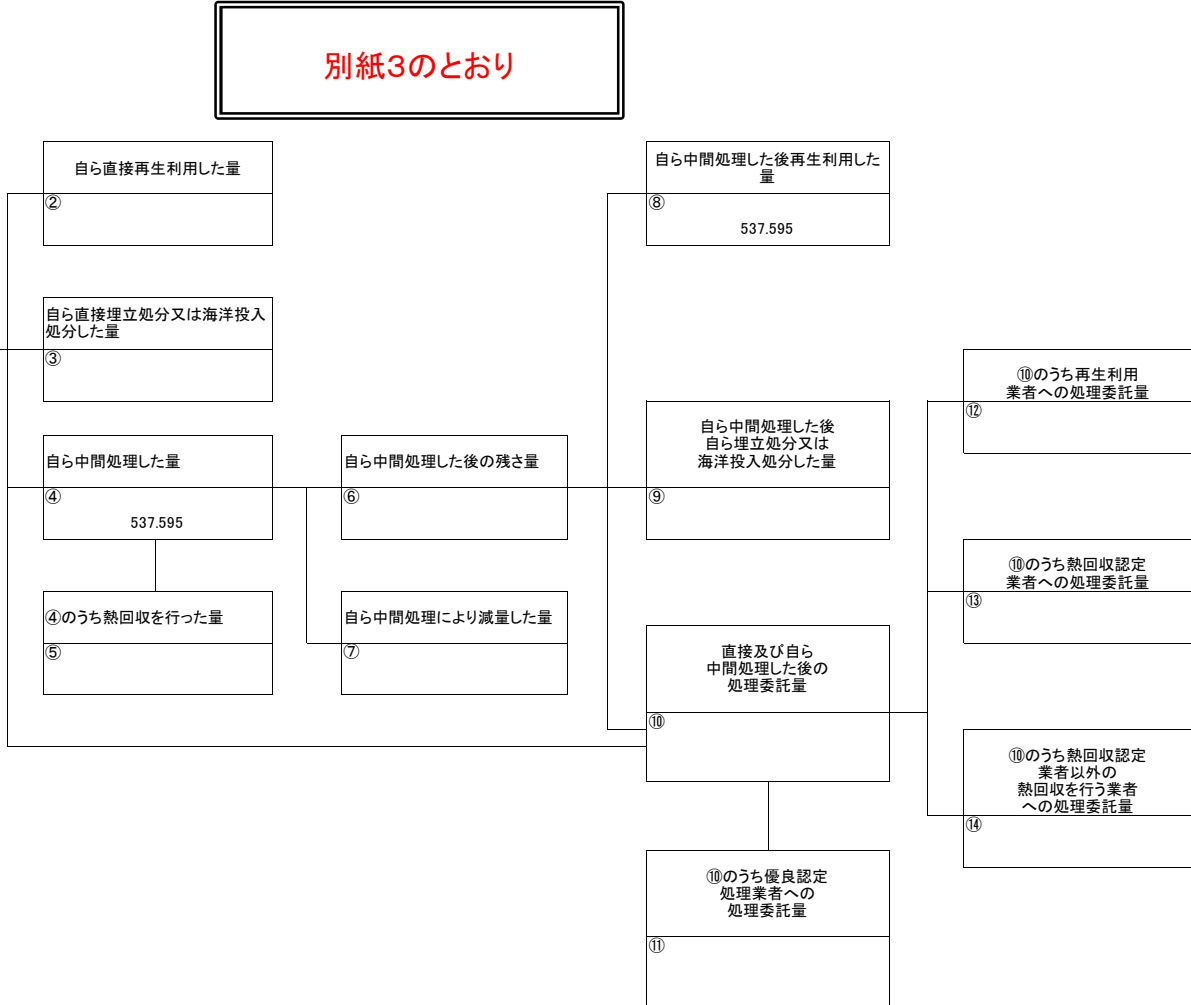 別紙３のとおり
自ら直接再生利用した量
②
自ら中間処理した後再生利用した
量
⑧
537.595
自ら直接埋立処分又は海洋投入
処分した量
③
自ら中間処理した量
④
537.595
自ら中間処理した後の残さ量
⑥
自ら中間処理した後
自ら埋立処分又は
海洋投入処分した量
⑨
⑩のうち再生利用
業者への処理委託量
⑫
⑩のうち熱回収認定
業者への処理委託量
⑬
④のうち熱回収を行った量
⑤
自ら中間処理により減量した量
⑦
直接及び自ら
中間処理した後の
処理委託量
⑩
⑩のうち熱回収認定
業者以外の
熱回収を行う業者
への処理委託量
⑭
⑩のうち優良認定
処理業者への
処理委託量
⑪